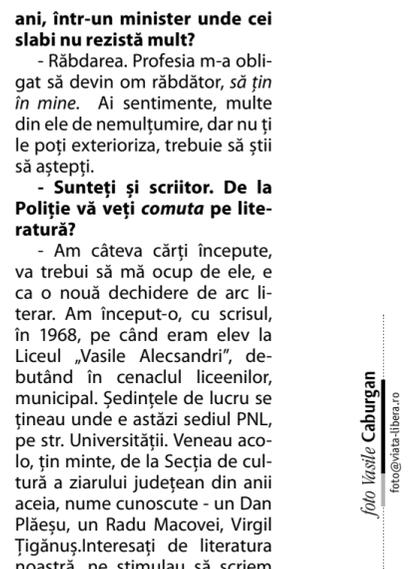 ani, într-un minister unde cei
slabi nu rezistă mult?
- Răbdarea. Profesia m-a obli-
gat să devin om răbdător, să țin
în mine. Ai sentimente, multe
din ele de nemulțumire, dar nu ți
le poți exterioriza, trebuie să știi
să aștepți.
- Sunteți și scriitor. De la
Poliție vă veți comuta pe lite-
ratură?
- Am câteva cărți începute,
va trebui să mă ocup de ele, e
ca o nouă dechidere de arc li-
terar. Am început-o, cu scrisul,
în 1968, pe când eram elev la
Liceul „Vasile Alecsandri”, de-
butând în cenaclul liceenilor,
municipal. Ședințele de lucru se
țineau unde e astăzi sediul PNL,
pe str. Universității. Veneau aco-
lo, țin minte, de la Secția de cul-
tură a ziarului județean din anii
aceia, nume cunoscute - un Dan
Plăeșu, un Radu Macovei, Virgil
Țigănuș.Interesați de literatura
noastră, ne stimulau să scriem
foto Vasile Caburgan
foto@viata-libera.ro